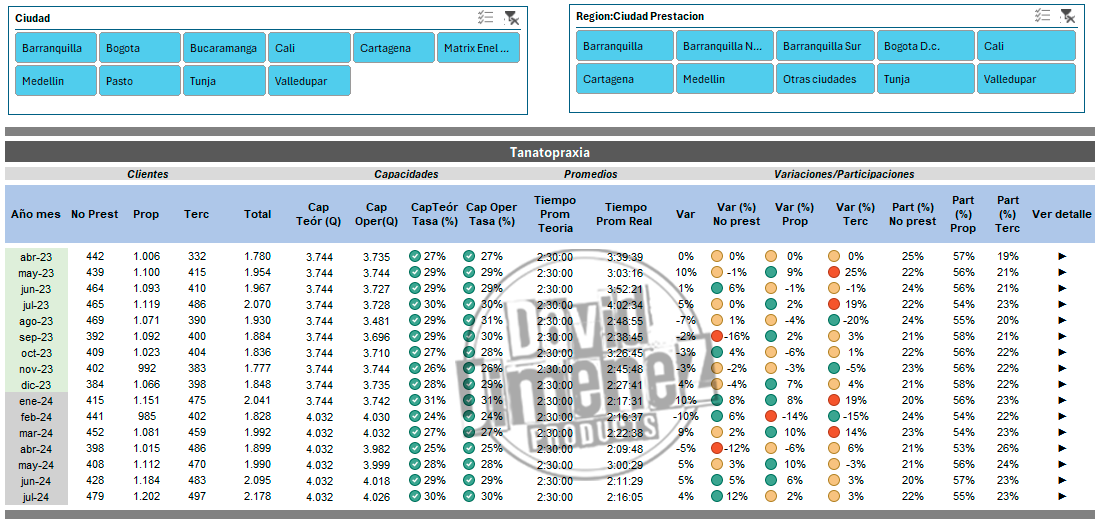 Ciudad
Barranquilla Bogota Bucaramanga Cali Cartagena Matrix Enel ...
Medellin Pasto Tunja Valledupar
Region:Ciudad Prestacion
Barranquilla Barranquilla N... Barranquilla Sur Bogota D.c. Cali
Cartagena Medellin Otras ciudades Tunja Valledupar
Tanatopraxia
Clientes Capacidades Promedios Variaciones/Participaciones
Año mes No Prest Prop Terc Total Cap Teór (Q) Cap Oper(Q) CapTeór Tasa (%) Cap Oper Tasa (%) Tiempo Prom Teoria Tiempo Prom Real Var Var (%) No prest Var (%) Prop Var (%) Terc Part (%) No prest Part (%) Prop Part (%) Terc Ver detalle
abr-23 442 1.006 332 1.780 3.744 3.735 27% 27% 2:30:00 3:39:39 0% 0% 0% 0% 25% 57% 19% ►
may-23 439 1.100 415 1.954 3.744 3.744 29% 29% 2:30:00 3:03:16 10% -1% 9% 25% 22% 56% 21% ►
jun-23 464 1.093 410 1.967 3.744 3.727 29% 29% 2:30:00 3:52:21 1% 6% -1% -1% 24% 56% 21% ►
jul-23 465 1.119 486 2.070 3.744 3.728 30% 30% 2:30:00 4:02:34 5% 0% 2% 19% 22% 54% 23% ►
ago-23 469 1.071 390 1.930 3.744 3.481 29% 31% 2:30:00 2:48:55 -7% 1% -4% -20% 24% 55% 20% ►
sep-23 392 1.092 400 1.884 3.744 3.696 29% 30% 2:30:00 2:38:45 -2% -16% 2% 3% 21% 58% 21% ►
oct-23 409 1.023 404 1.836 3.744 3.710 27% 28% 2:30:00 3:26:45 -3% 4% -6% 1% 22% 56% 22% ►
nov-23 402 992 383 1.777 3.744 3.744 26% 26% 2:30:00 2:45:48 -3% -2% -3% -5% 23% 56% 22% ►
dic-23 384 1.066 398 1.848 3.744 3.735 28% 29% 2:30:00 2:27:41 4% -4% 7% 4% 21% 58% 22% ►
ene-24 415 1.151 475 2.041 3.744 3.742 31% 31% 2:30:00 2:17:31 10% 8% 8% 19% 20% 56% 23% ►
feb-24 441 985 402 1.828 4.032 4.030 24% 24% 2:30:00 2:16:37 -10% 6% -14% -15% 24% 54% 22% ►
mar-24 452 1.081 459 1.992 4.032 4.032 27% 27% 2:30:00 2:22:38 9% 2% 10% 14% 23% 54% 23% ►
abr-24 398 1.015 486 1.899 4.032 3.982 25% 25% 2:30:00 2:09:48 -5% -12% -6% 6% 21% 53% 26% ►
may-24 408 1.112 470 1.990 4.032 3.999 28% 28% 2:30:00 3:00:29 5% 3% 10% -3% 21% 56% 24% ►
jun-24 428 1.184 483 2.095 4.032 4.018 29% 29% 2:30:00 2:11:29 5% 5% 6% 3% 20% 57% 23% ►
jul-24 479 1.202 497 2.178 4.032 4.026 30% 30% 2:30:00 2:16:05 4% 12% 2% 3% 22% 55% 23% ►
David
Jimenez
PRODUCTS